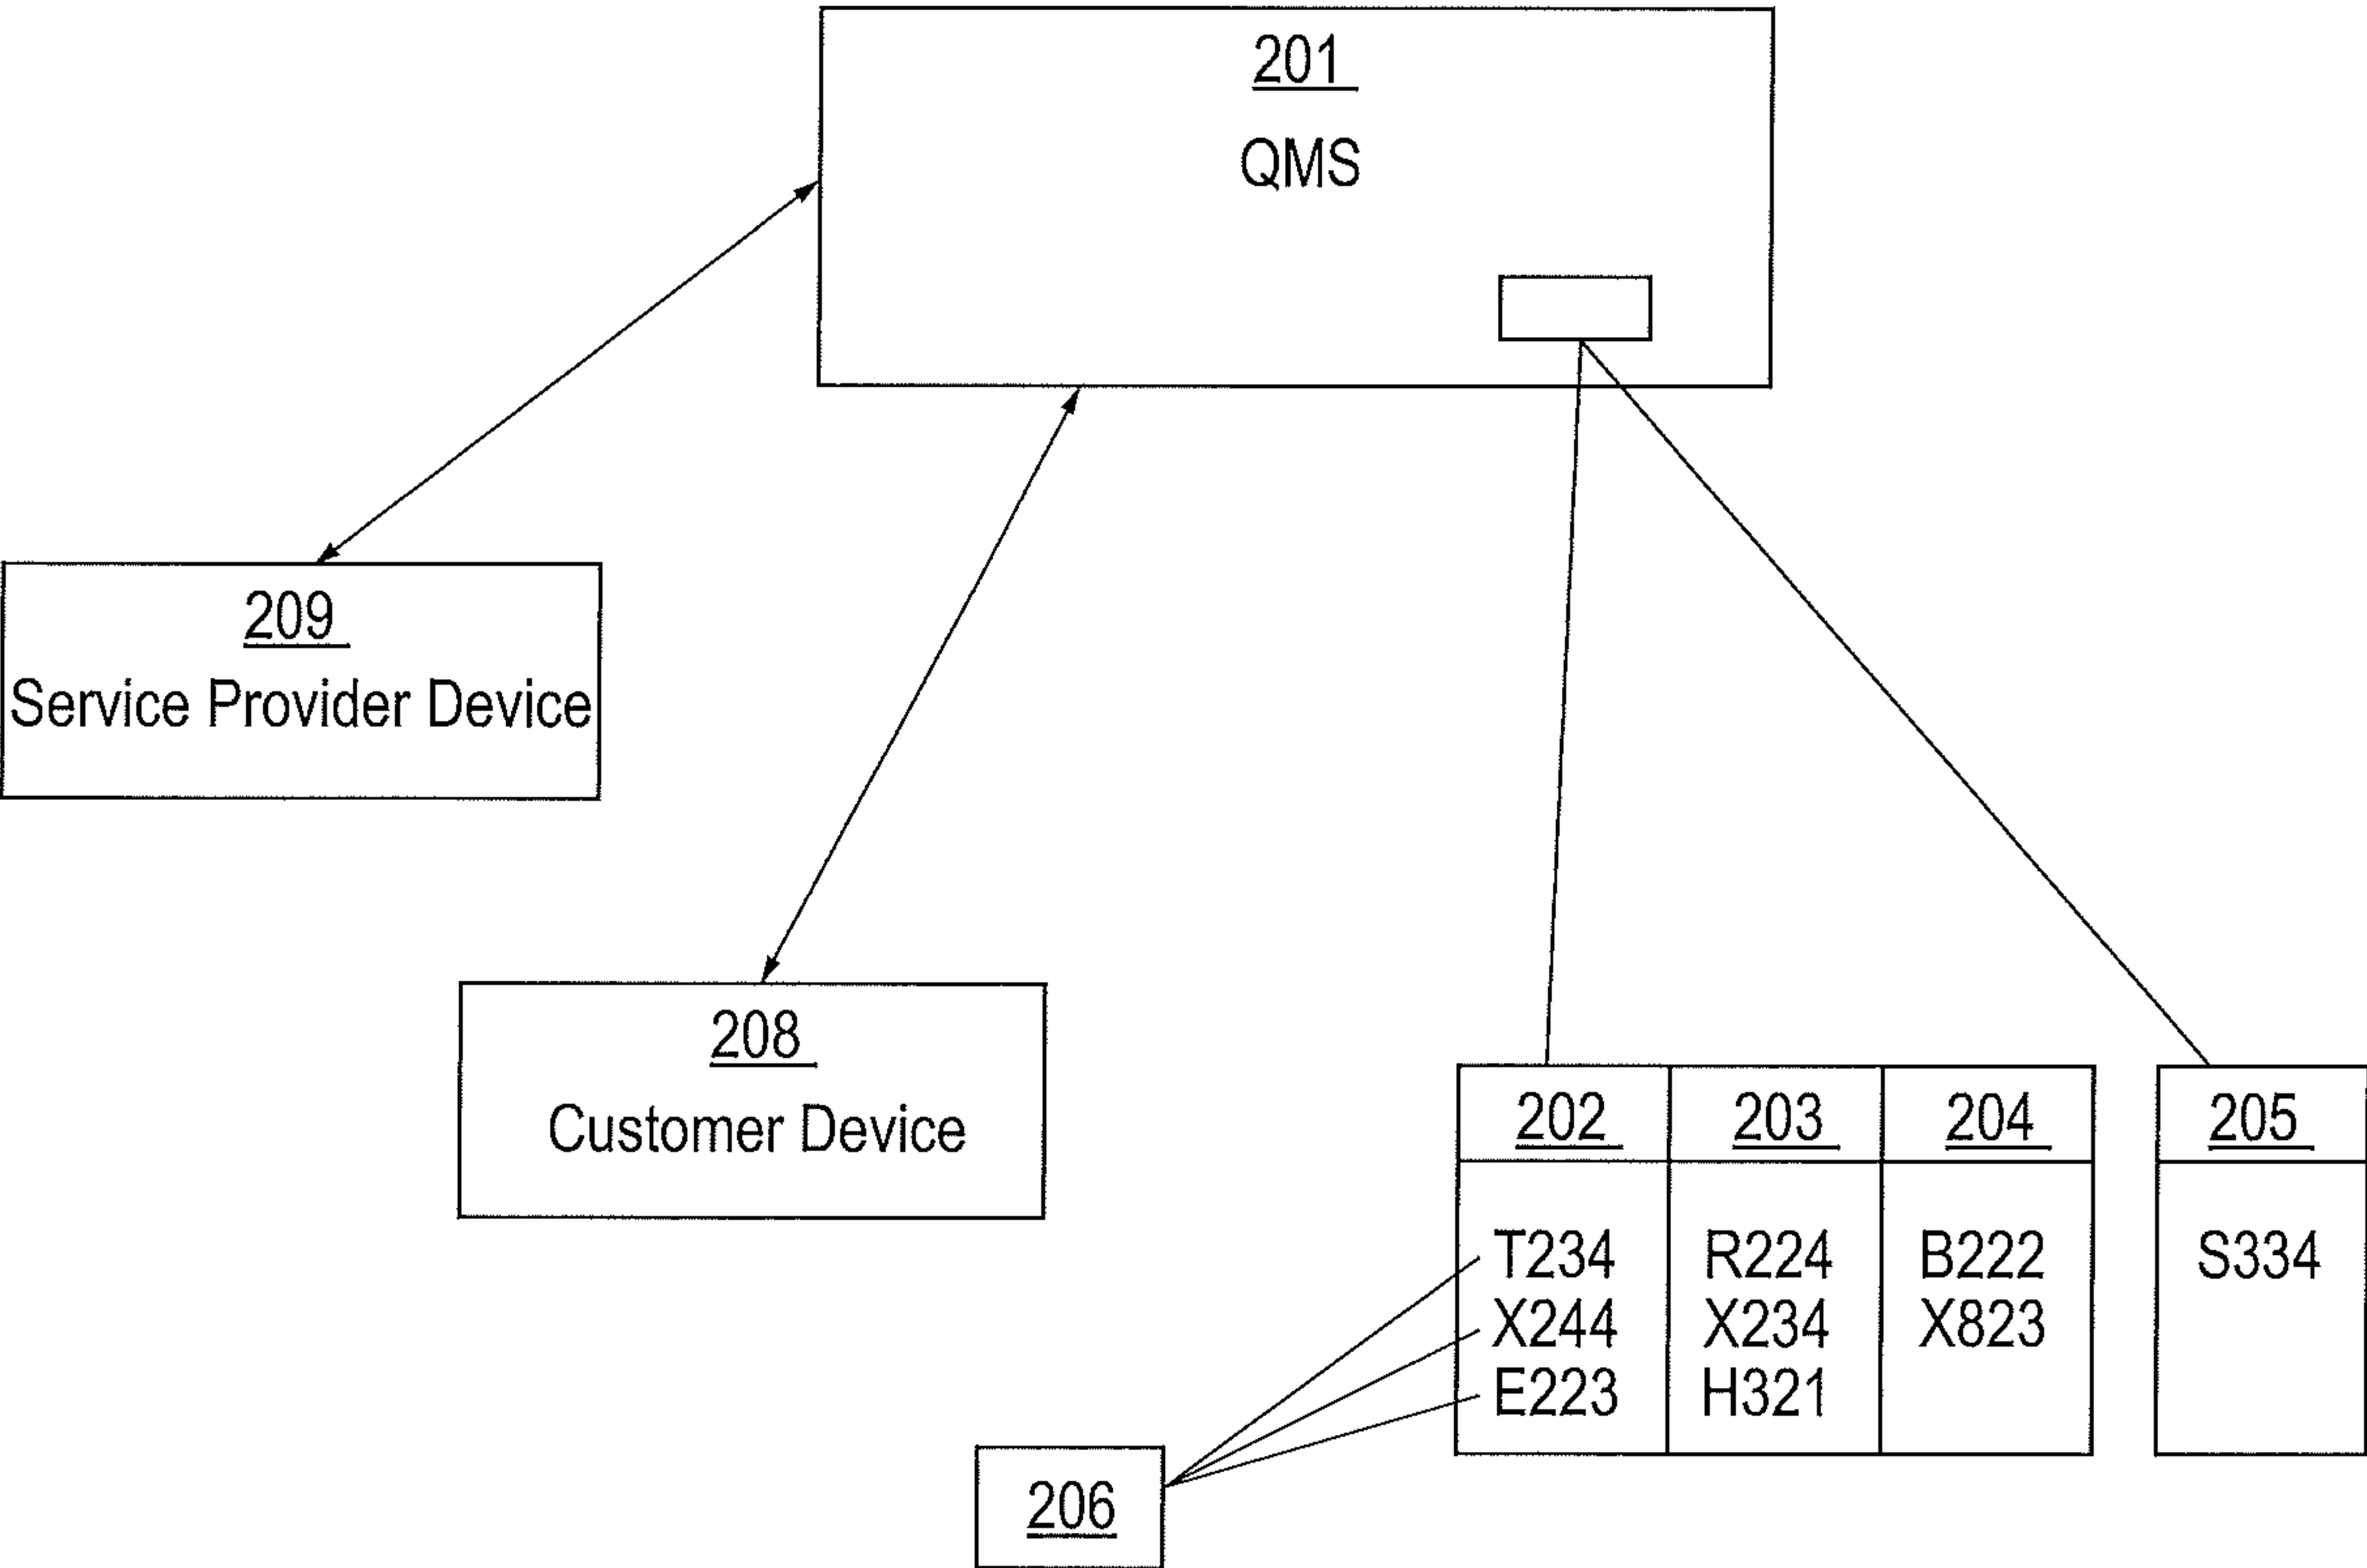 201
QMS
209
Service Provider Device
208
Customer Device
202 203 204 205
T234 R224 B222 S334
X244 X234 X823
E223 H321
206